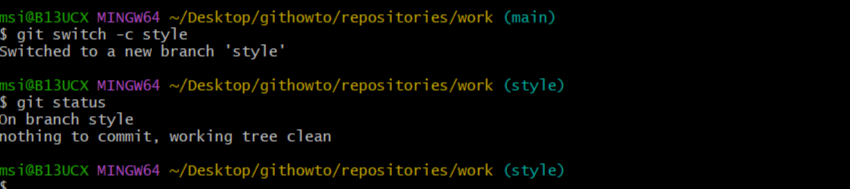 msi@B13UCX MINGW64 ~/Desktop/githowto/repositories/work (main)
$ git switch -c style
Switched to a new branch 'style'
msi@B13UCX MINGW64 ~/Desktop/githowto/repositories/work (style)
$ git status
On branch style
nothing to commit, working tree clean
msi@B13UCX MINGW64 ~/Desktop/githowto/repositories/work (style)
$